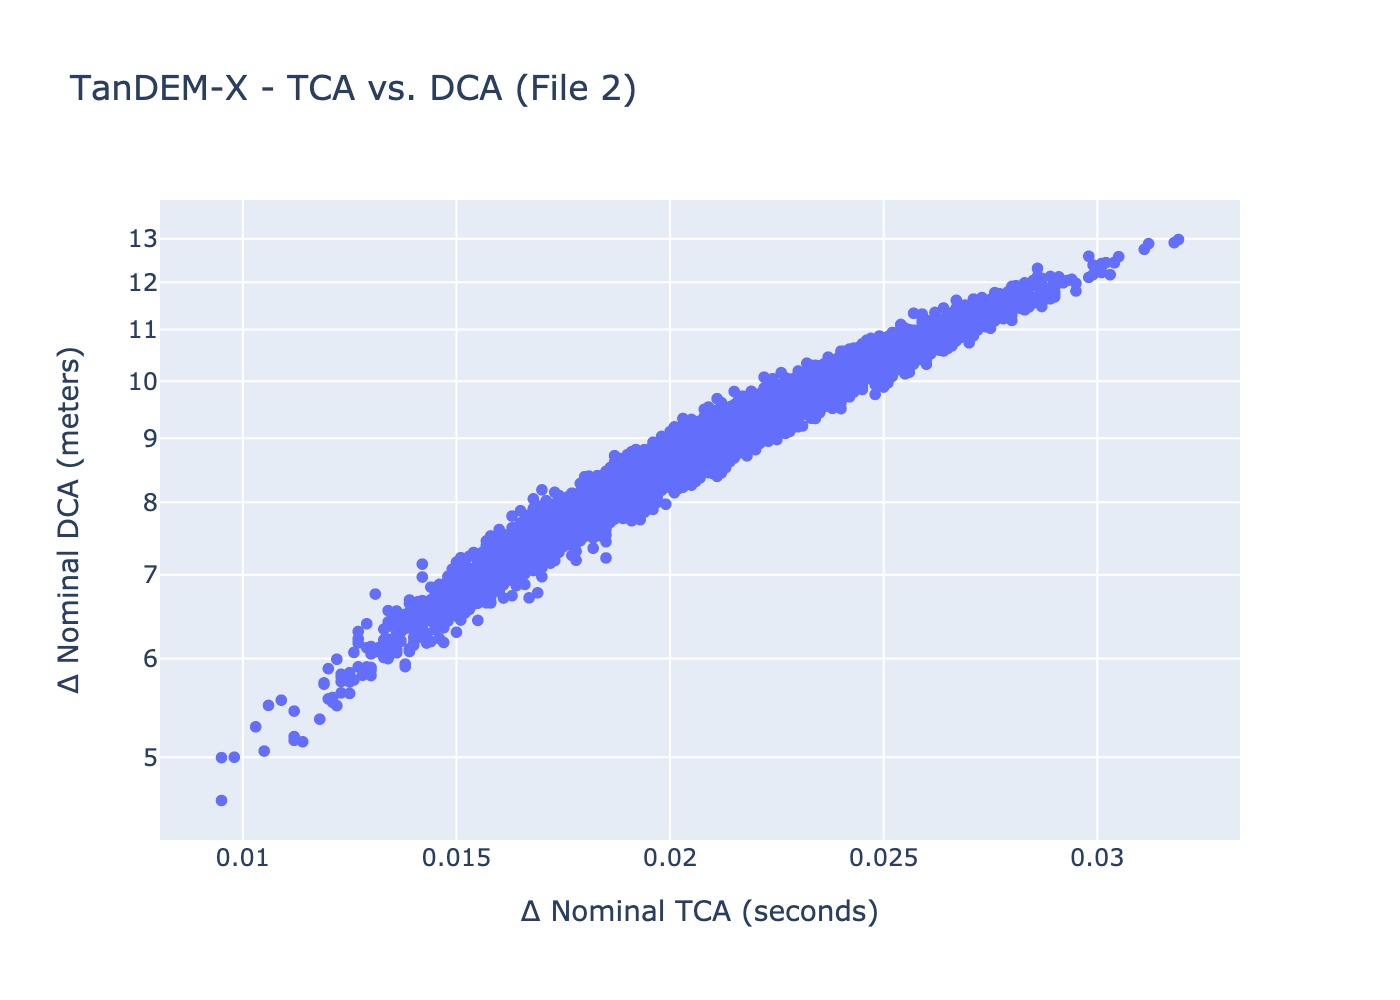 TanDEM-X - TCA vs. DCA (File 2)
13
12
11
10
9
8
7
6
5
Δ Nominal DCA (meters)
0.01 0.015 0.02 0.025 0.03
Δ Nominal TCA (seconds)